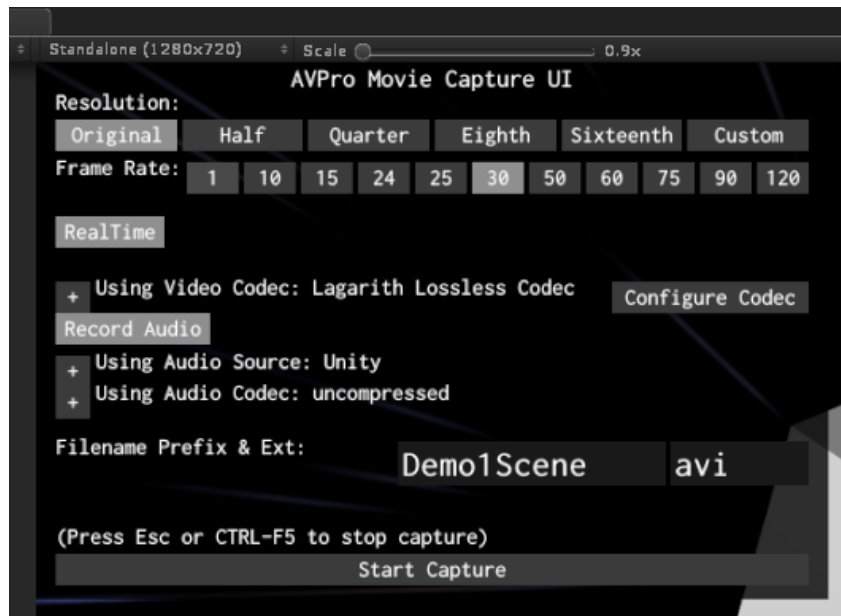 Standalone (1280x720) Scale 0.9x
AVPro Movie Capture UI
Resolution:
Original Half Quarter Eighth Sixteenth Custom
Frame Rate: 1 10 15 24 25 30 50 60 75 90 120
RealTime
+ Using Video Codec: Lagarith Lossless Codec Configure Codec
Record Audio
+ Using Audio Source: Unity
+ Using Audio Codec: uncompressed
Filename Prefix & Ext: Demo1Scene avi
(Press Esc or CTRL-F5 to stop capture)
Start Capture